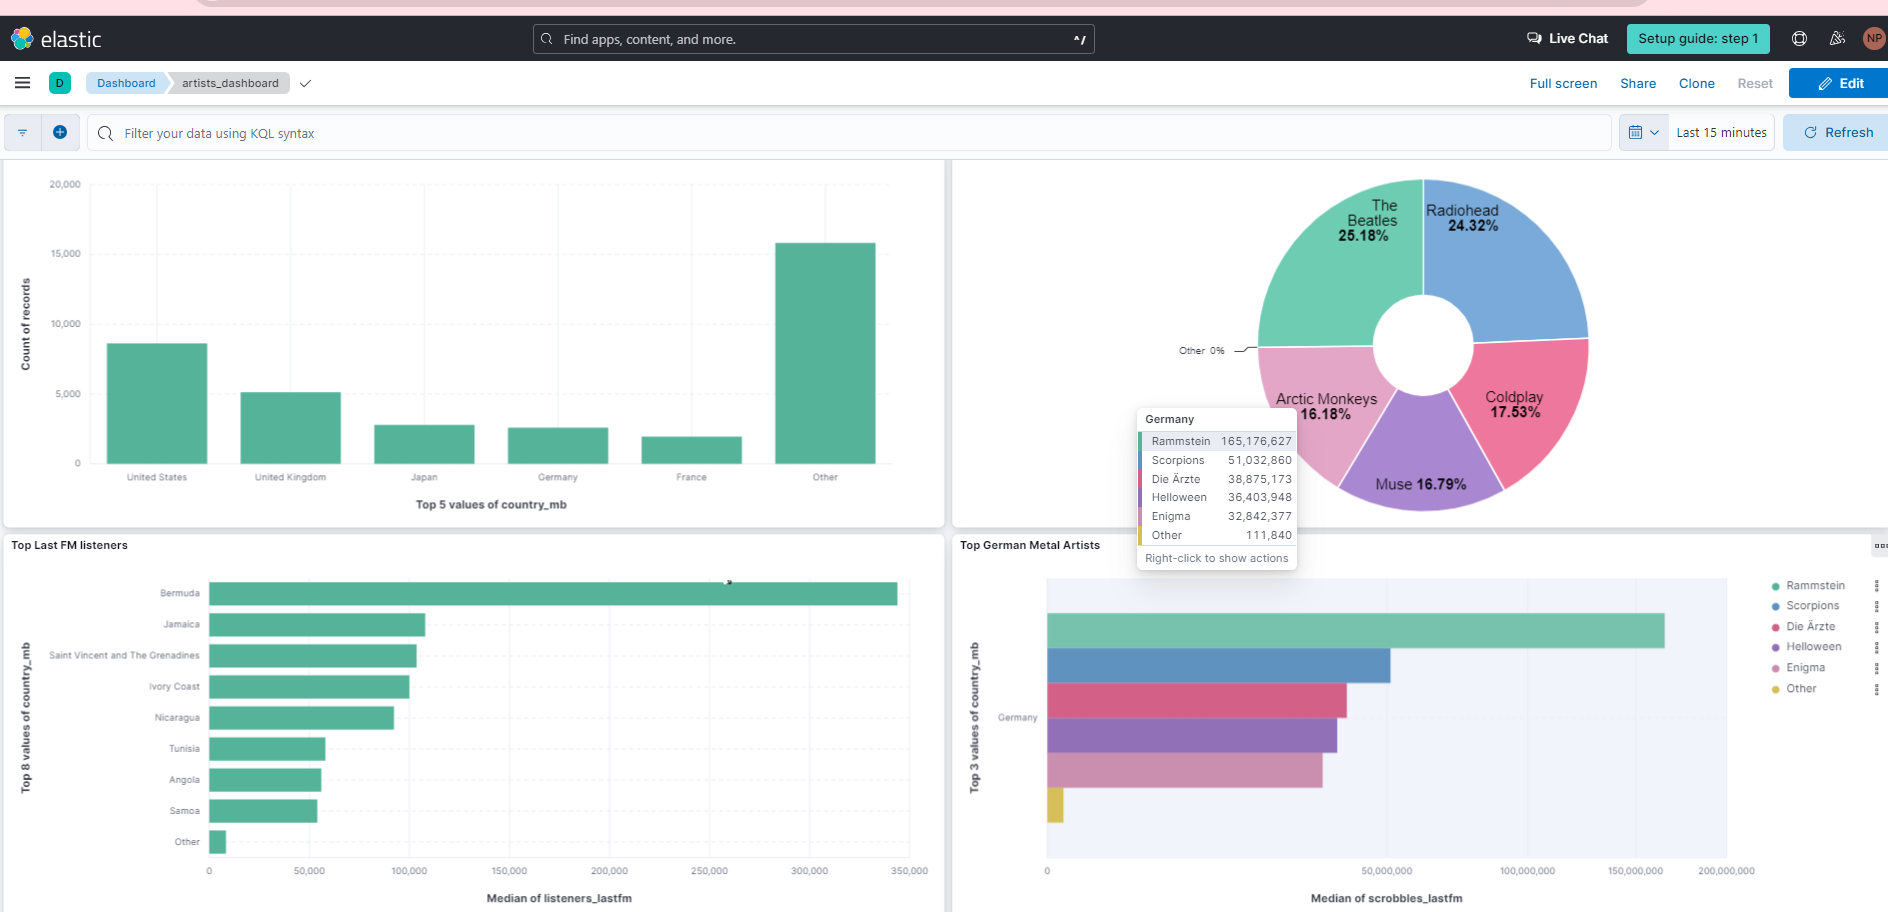 elastic
Find apps, content, and more.
^/
Live Chat
Setup guide: step 1
NP
D
Dashboard
artists_dashboard
Full screen
Share
Clone
Reset
Edit
Filter your data using KQL syntax
Last 15 minutes
Refresh
20,000
15,000
10,000
5,000
0
Count of records
United States
United Kingdom
Japan
Germany
France
Other
Top 5 values of country_mb
The
Beatles
25.18%
Radiohead
24.32%
Other 0%
Arctic Monkeys
16.18%
Coldplay
17.53%
Muse 16.79%
Germany
Rammstein 165,176,627
Scorpions 51,032,860
Die Ärzte 38,875,173
Helloween 36,403,948
Enigma 32,842,377
Other 111,840
Right-click to show actions
Top Last FM listeners
Top 8 values of country_mb
Bermuda
Jamaica
Saint Vincent and The Grenadines
Ivory Coast
Nicaragua
Tunisia
Angola
Samoa
Other
0
50,000
100,000
150,000
200,000
250,000
300,000
350,000
Median of listeners_lastfm
Top German Metal Artists
Top 3 values of country_mb
Germany
0
50,000,000
100,000,000
150,000,000
200,000,000
Median of scrobbles_lastfm
Rammstein
Scorpions
Die Ärzte
Helloween
Enigma
Other